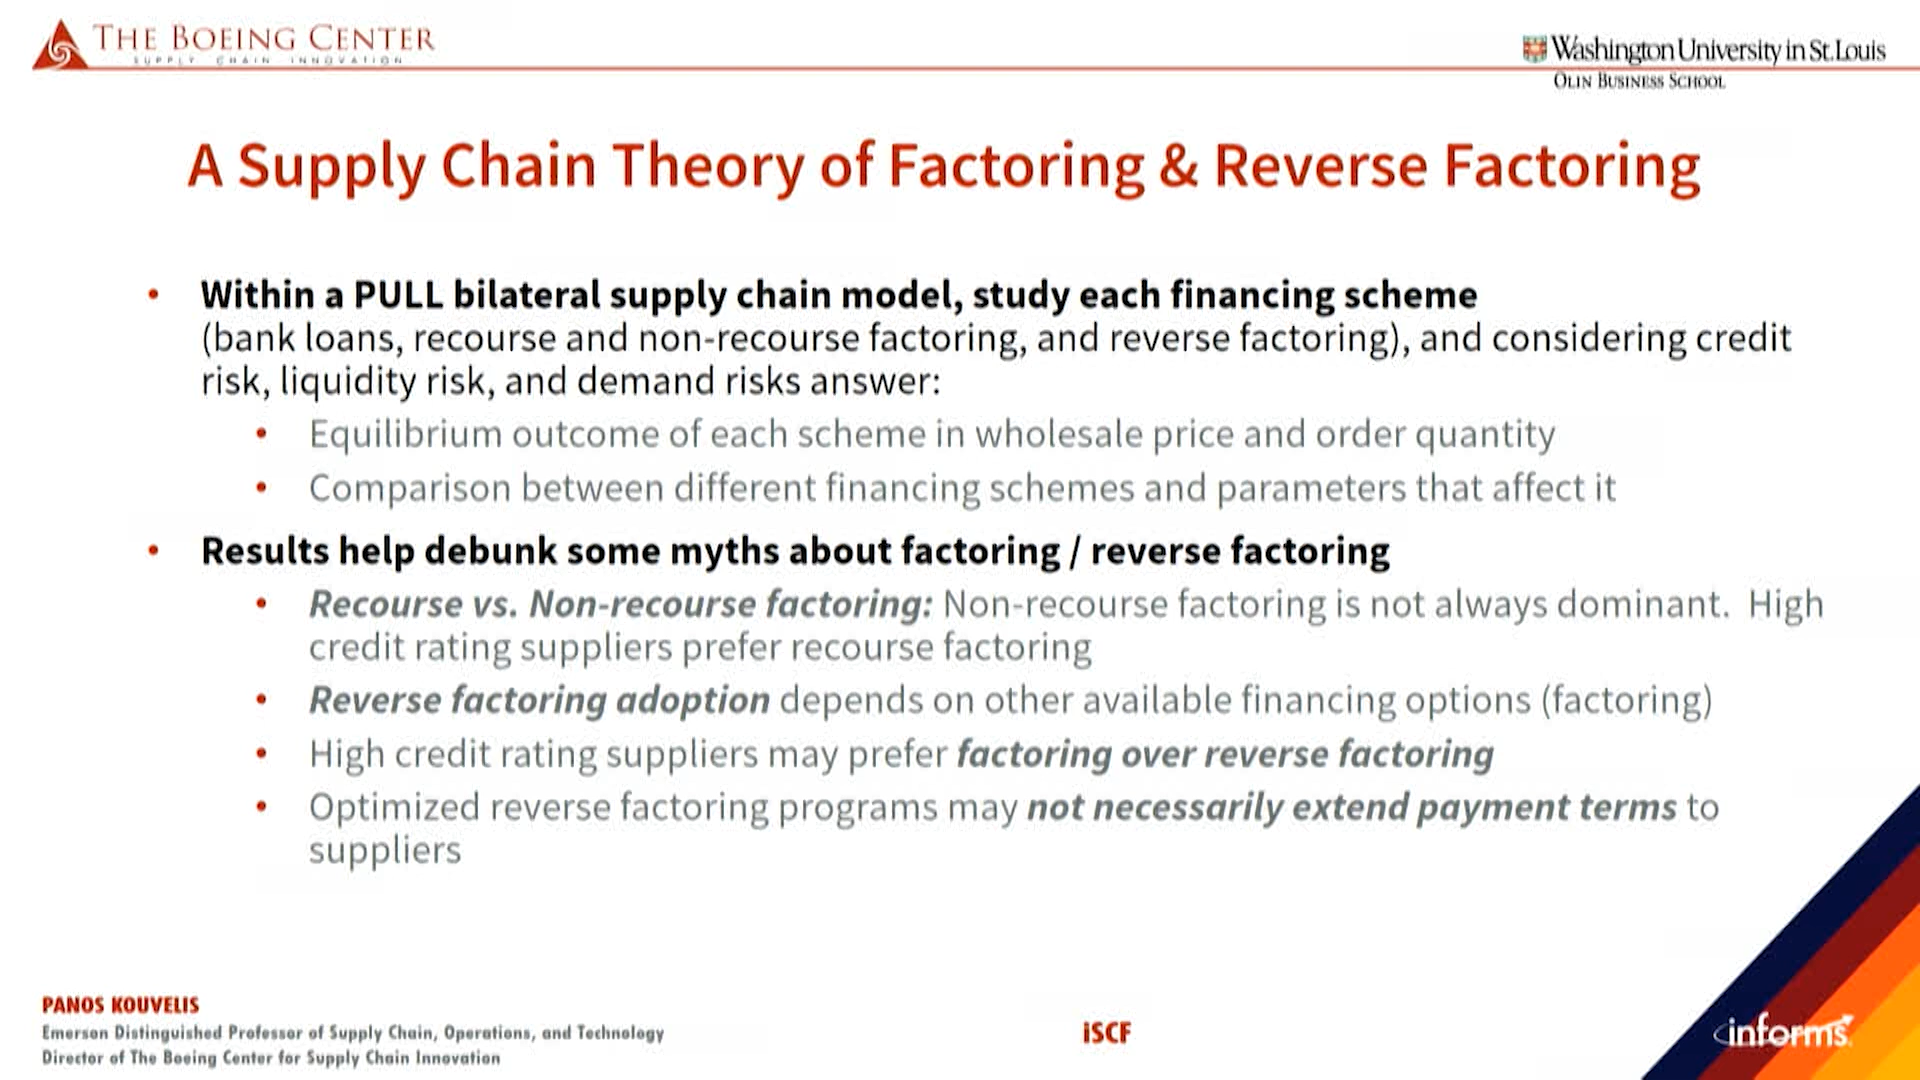 THE BOEING CENTER
SUPPLY CHAIN INNOVATION
Washington University in St. Louis
OLIN BUSINESS SCHOOL
A Supply Chain Theory of Factoring & Reverse Factoring
• Within a PULL bilateral supply chain model, study each financing scheme
(bank loans, recourse and non-recourse factoring, and reverse factoring), and considering credit
risk, liquidity risk, and demand risks answer:
• Equilibrium outcome of each scheme in wholesale price and order quantity
• Comparison between different financing schemes and parameters that affect it
• Results help debunk some myths about factoring / reverse factoring
• Recourse vs. Non-recourse factoring: Non-recourse factoring is not always dominant. High
credit rating suppliers prefer recourse factoring
• Reverse factoring adoption depends on other available financing options (factoring)
• High credit rating suppliers may prefer factoring over reverse factoring
• Optimized reverse factoring programs may not necessarily extend payment terms to
suppliers
PANOS KOUVELIS
Emerson Distinguished Professor of Supply Chain, Operations, and Technology
Director of The Boeing Center for Supply Chain Innovation
iSCF
informs